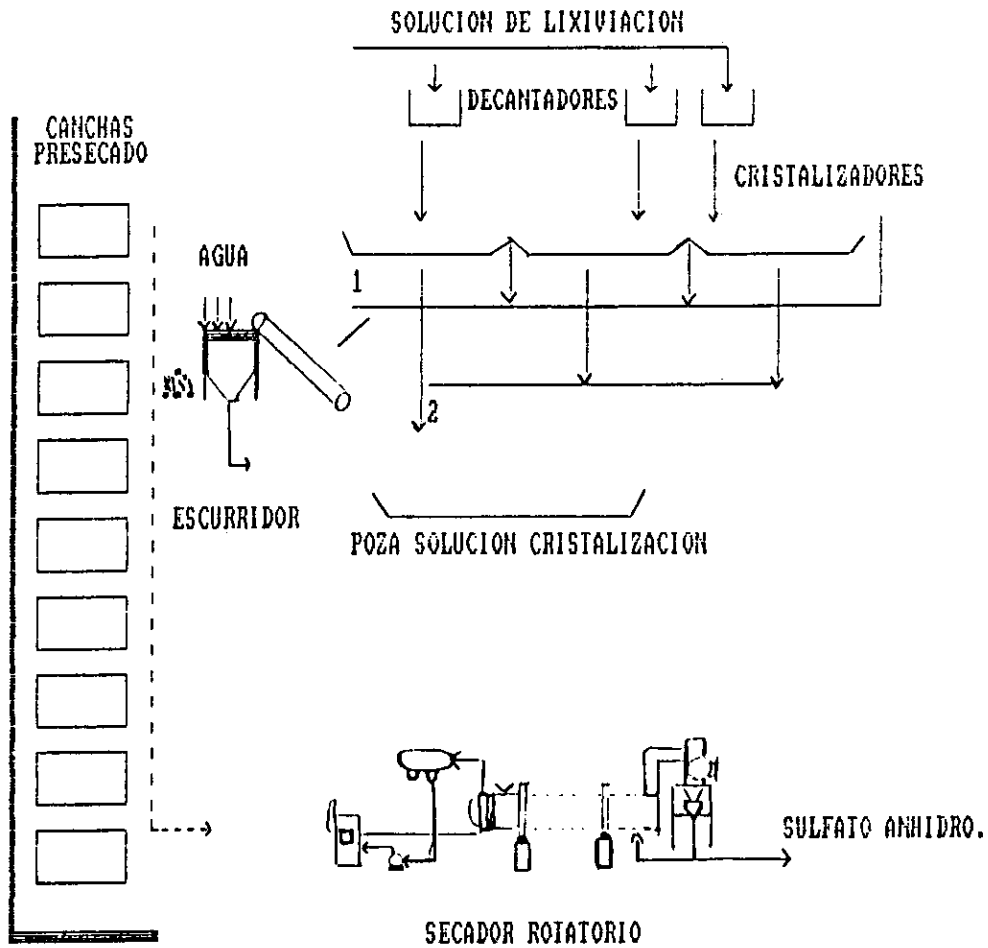 SOLUCION DE LIXIVIACION
DECANTADORES
CANCHAS
PRESECADO
CRISTALIZADORES
AGUA
1
2
ESCURRIDOR
POZA SOLUCION CRISTALIZACION
SULFATO ANHIDRO.
SECADOR ROTATORIO